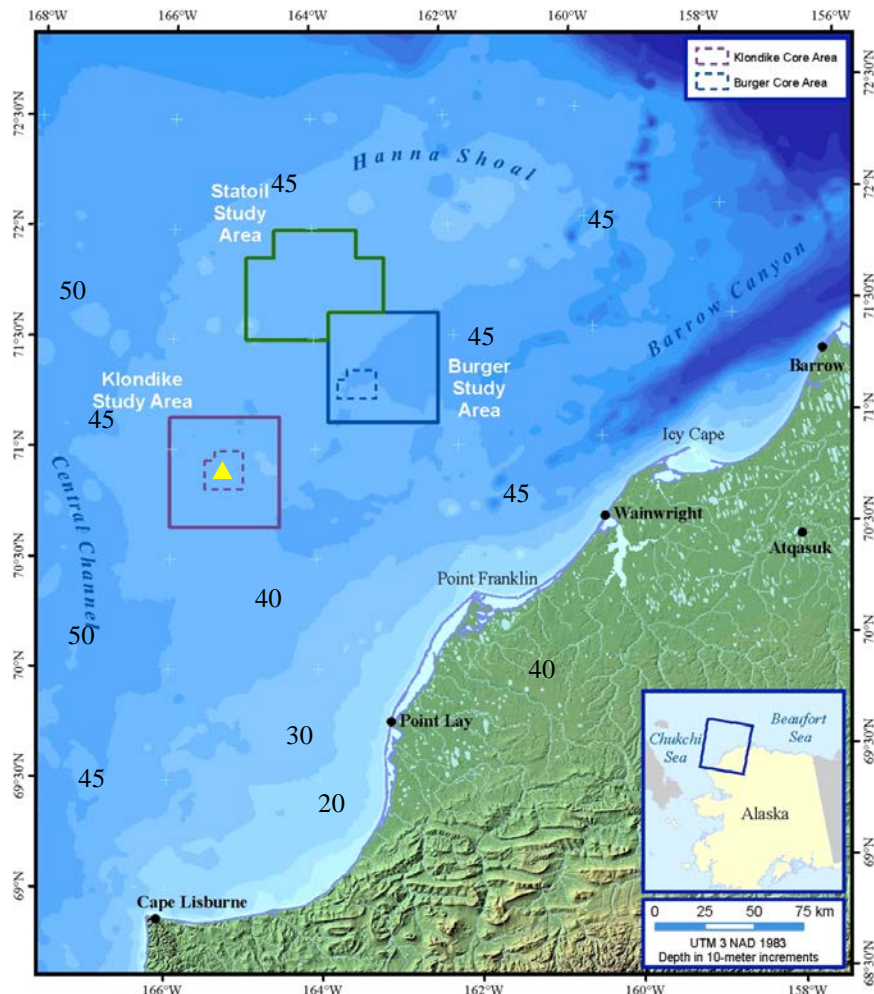 168°W
166°W
164°W
162°W
160°W
158°W
156°W
Klondike Core Area
Burger Core Area
72°30'N
72°30'N
Hanna Shoal
Statoil
Study
Area
45
72°N
72°N
45
50
71°30'N
71°30'N
45
Barrow Canyon
Barrow
Burger
Study
Area
Klondike
Study Area
45
71°N
71°N
Icy Cape
Central Channel
45
Wainwright
70°30'N
70°30'N
Atqasuk
Point Franklin
40
50
70°N
70°N
40
Point Lay
30
69°30'N
69°30'N
45
20
Chukchi
Sea
Beaufort
Sea
Alaska
69°N
69°N
Cape Lisburne
0 25 50 75 km
UTM 3 NAD 1983
Depth in 10-meter increments
68°30'N
166°W
164°W
162°W
160°W
158°W